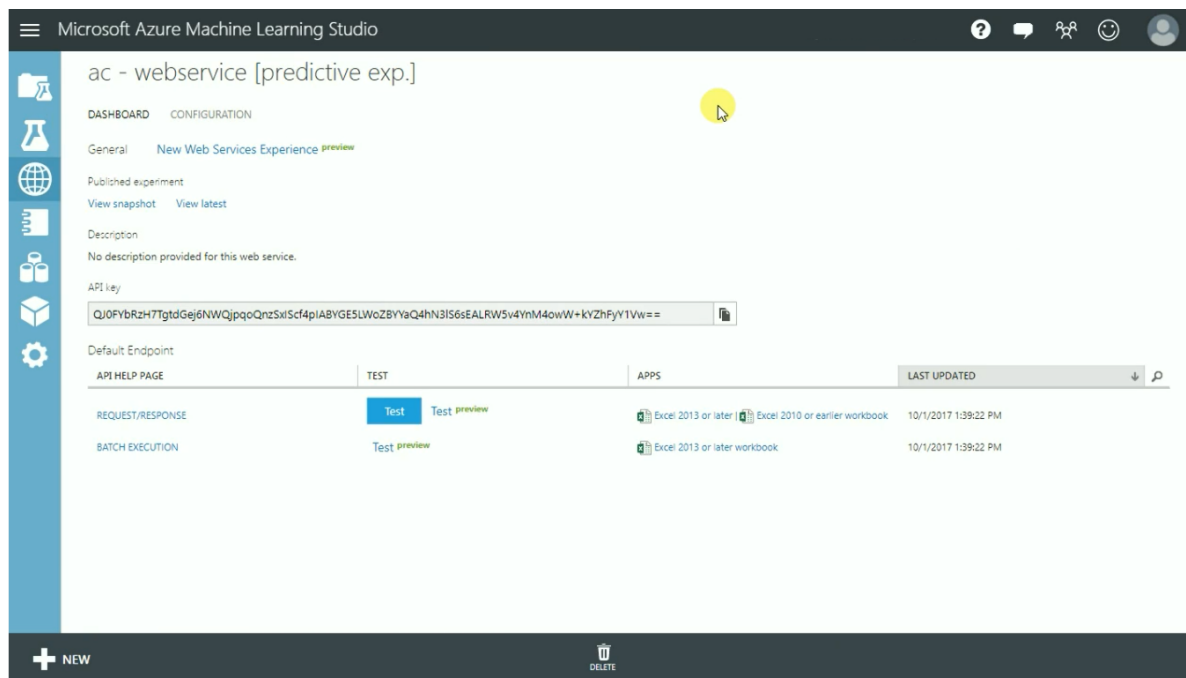 Microsoft Azure Machine Learning Studio
ac - webservice [predictive exp.]
DASHBOARD CONFIGURATION
General New Web Services Experience preview
Published experiment
View snapshot View latest
Description
No description provided for this web service.
API key
QJ0FYbRzH7TgtdGej6NWQjpqoQnzSxIScf4pIABYGE5LWoZBYYaQ4hN3lS6sEALRW5v4YnM4owW+kYZhFyY1Vw==
Default Endpoint
API HELP PAGE TEST APPS LAST UPDATED
REQUEST/RESPONSE Test Test preview Excel 2013 or later | Excel 2010 or earlier workbook 10/1/2017 1:39:22 PM
BATCH EXECUTION Test preview Excel 2013 or later workbook 10/1/2017 1:39:22 PM
NEW DELETE